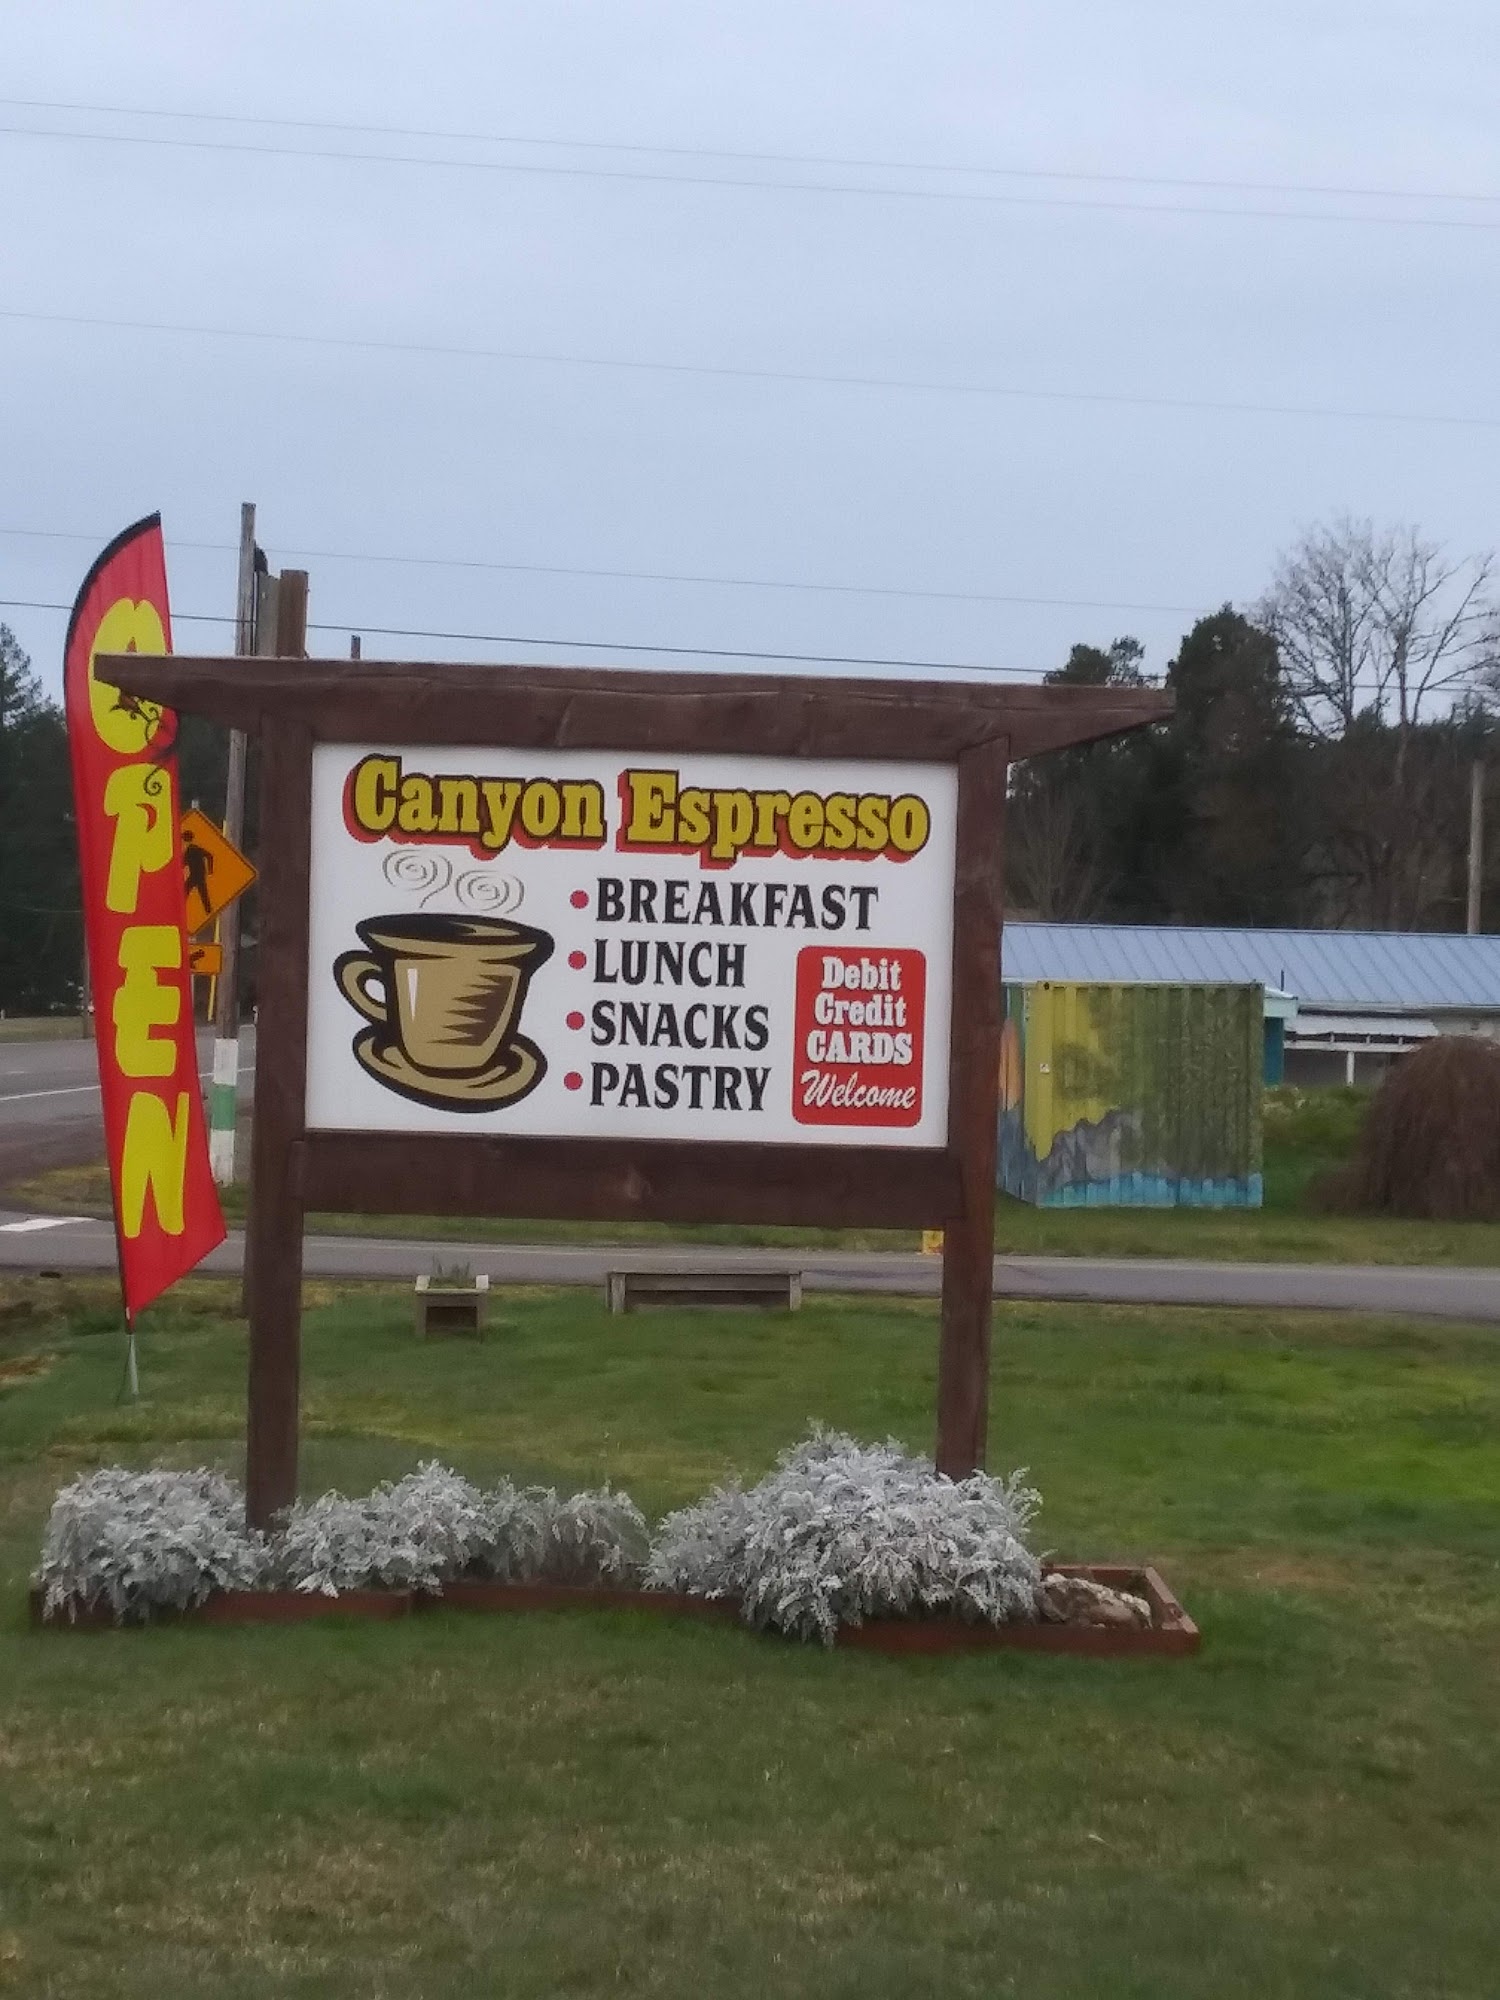 OPEN
Canyon Espresso
• BREAKFAST
• LUNCH
• SNACKS
• PASTRY
Debit
Credit
CARDS
Welcome